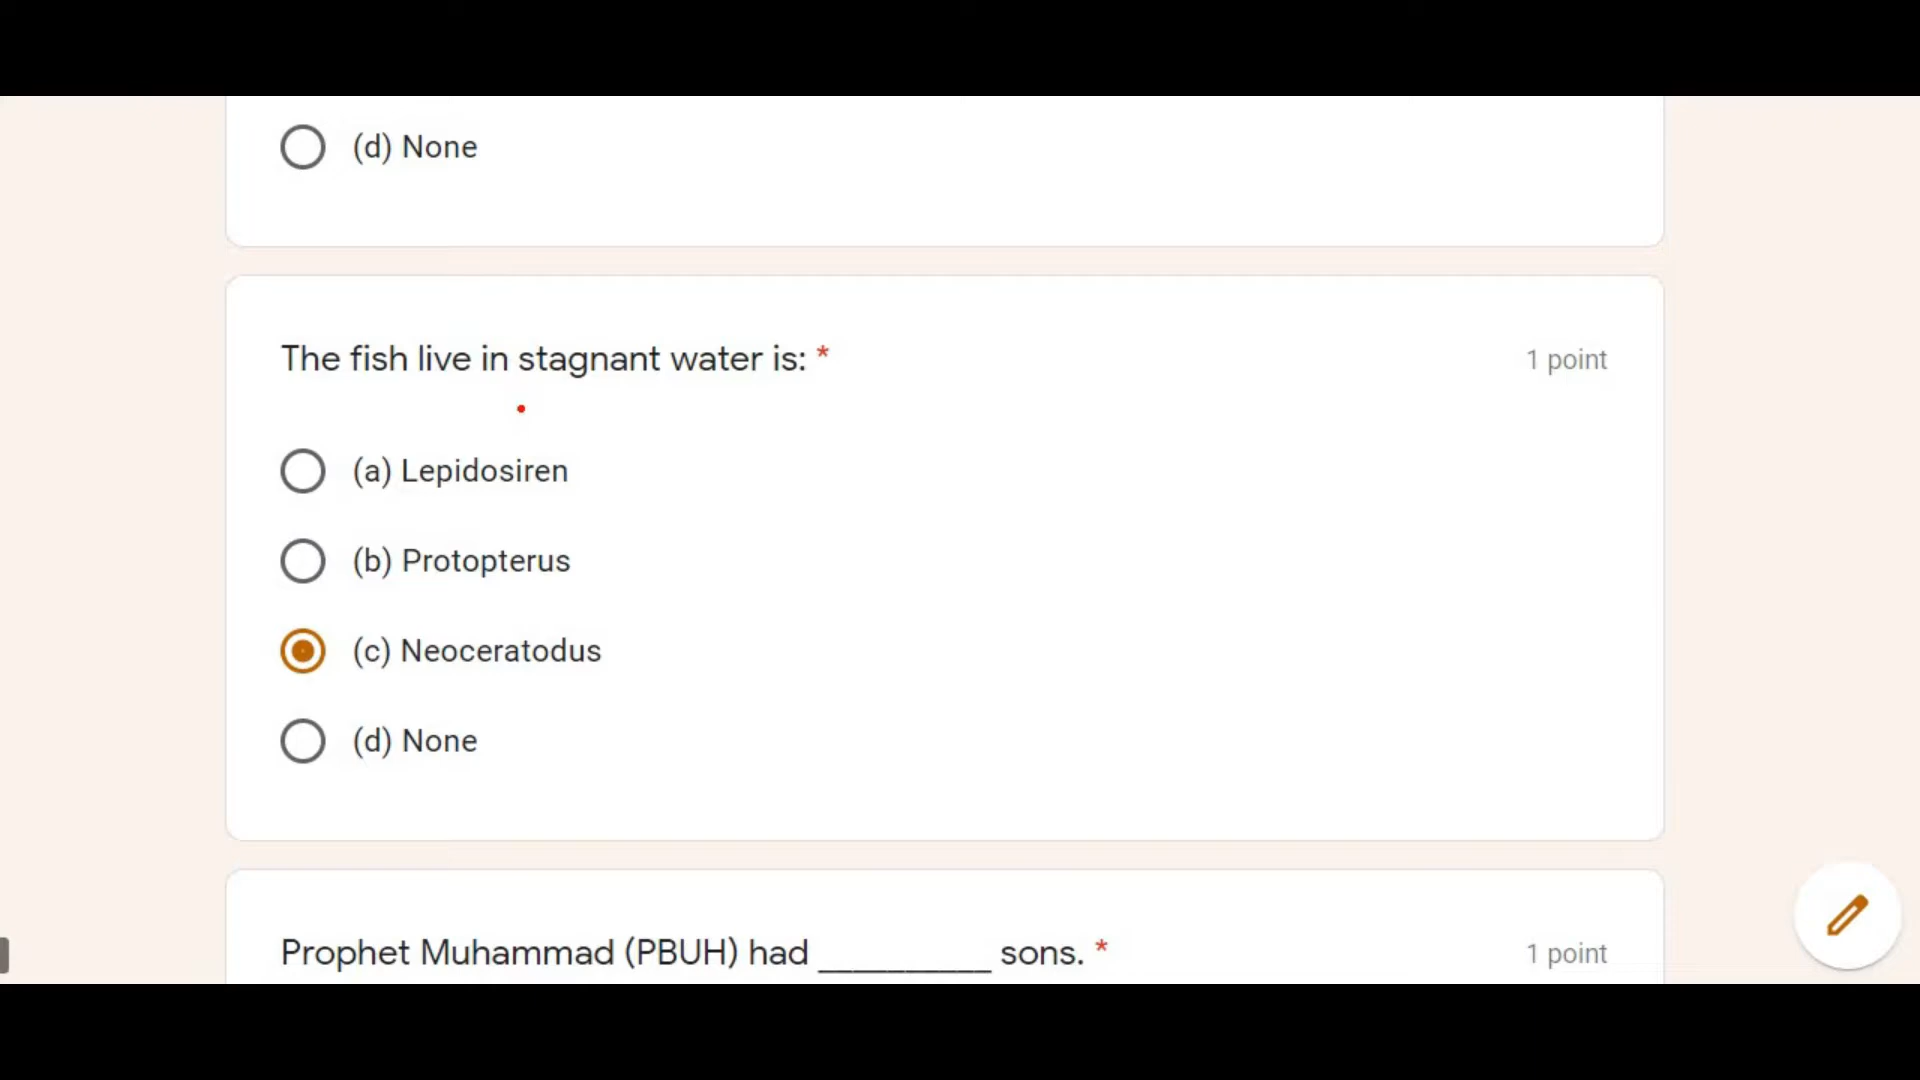 (d) None
The fish live in stagnant water is: *
1 point
(a) Lepidosiren
(b) Protopterus
(c) Neoceratodus
(d) None
Prophet Muhammad (PBUH) had __________ sons. *
1 point